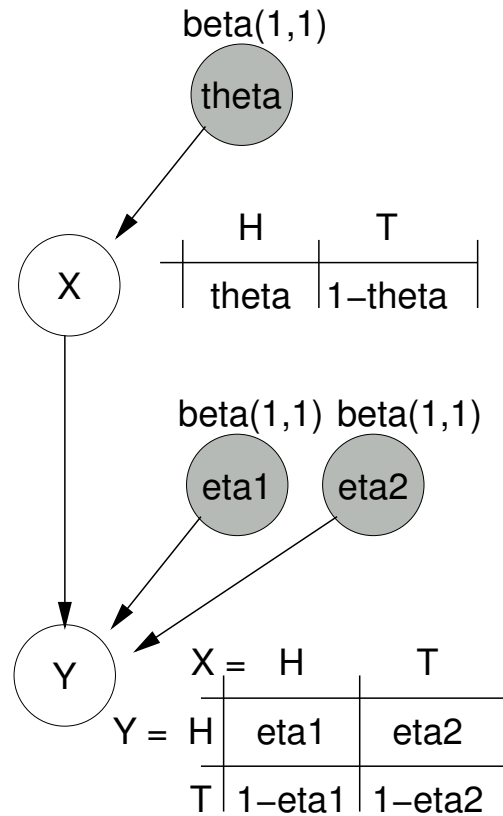 beta(1,1)
theta
H T
X
theta 1−theta
beta(1,1) beta(1,1)
eta1 eta2
X = H T
Y
Y = H eta1 eta2
T 1−eta1 1−eta2